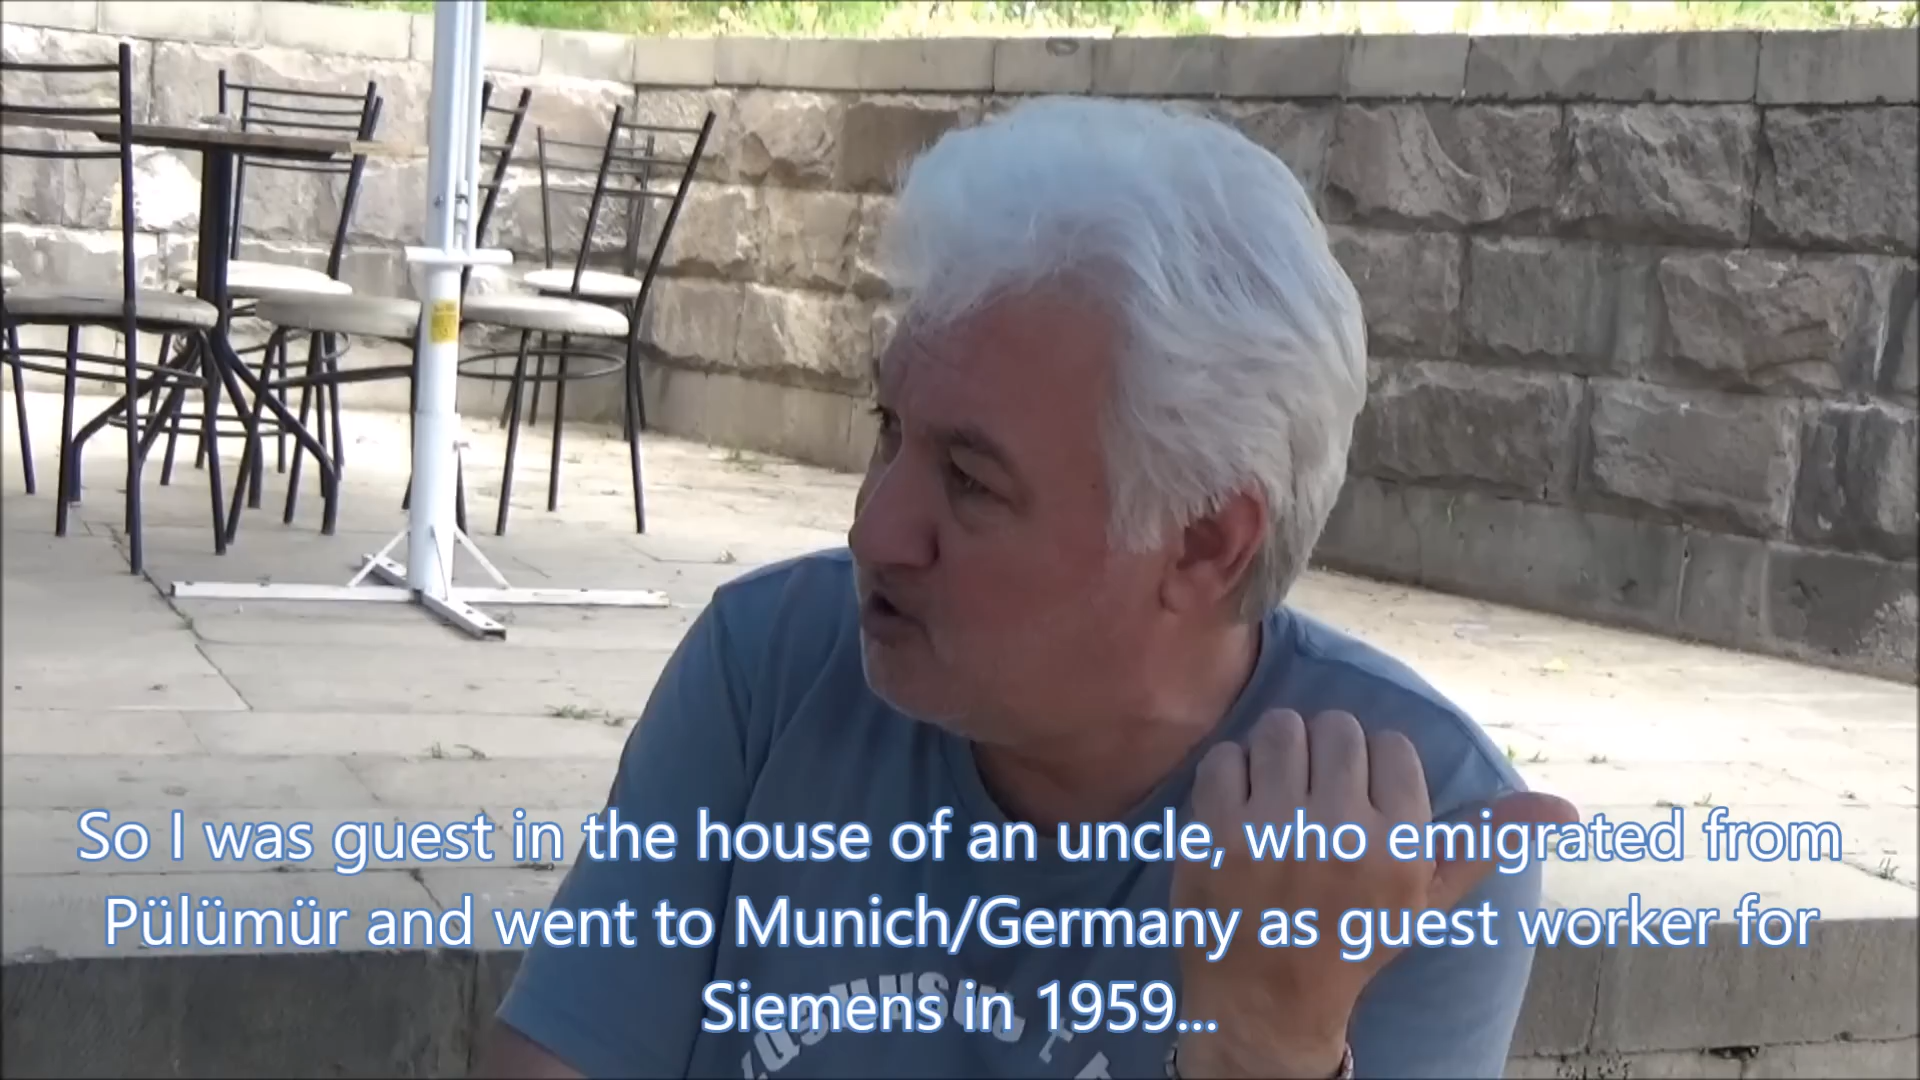 So I was guest in the house of an uncle, who emigrated from
Pülümür and went to Munich/Germany as guest worker for
Siemens in 1959...